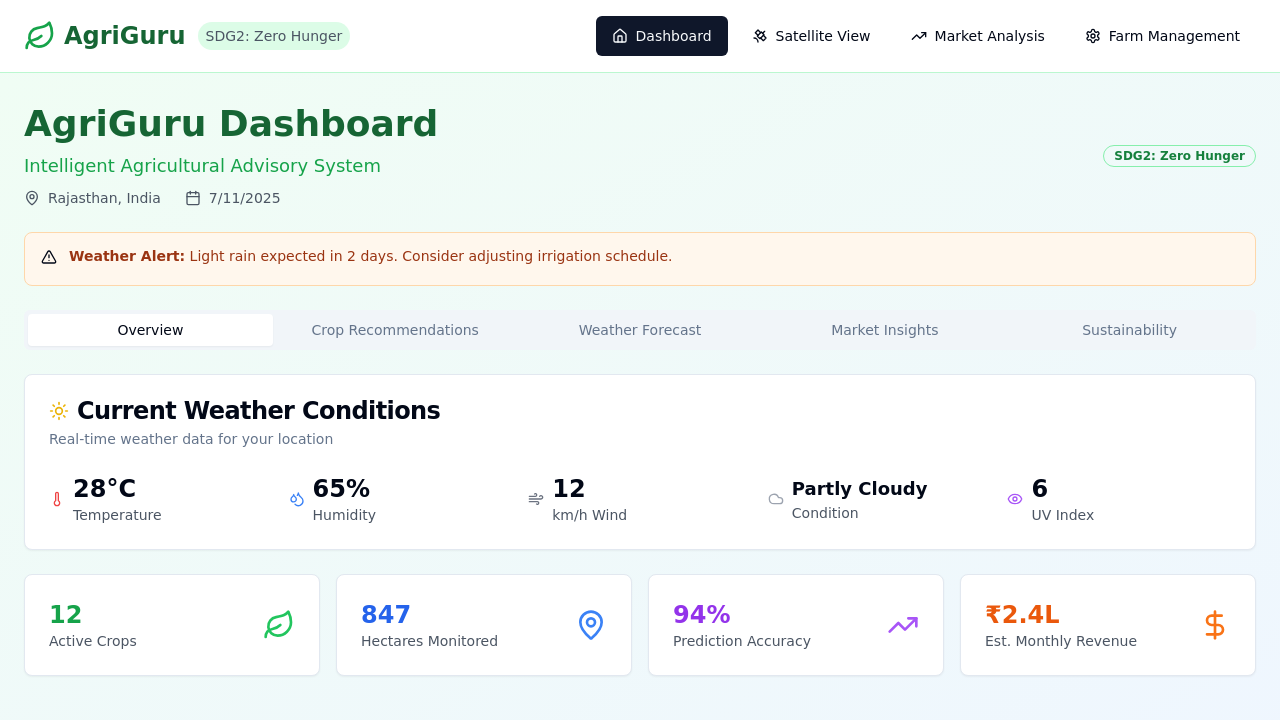 AgriGuru
SDG2: Zero Hunger
Dashboard
Satellite View
Market Analysis
Farm Management
AgriGuru Dashboard
Intelligent Agricultural Advisory System
SDG2: Zero Hunger
Rajasthan, India
7/11/2025
Weather Alert: Light rain expected in 2 days. Consider adjusting irrigation schedule.
Overview
Crop Recommendations
Weather Forecast
Market Insights
Sustainability
Current Weather Conditions
Real-time weather data for your location
28°C
Temperature
65%
Humidity
12
km/h Wind
Partly Cloudy
Condition
6
UV Index
12
Active Crops
847
Hectares Monitored
94%
Prediction Accuracy
₹2.4L
Est. Monthly Revenue